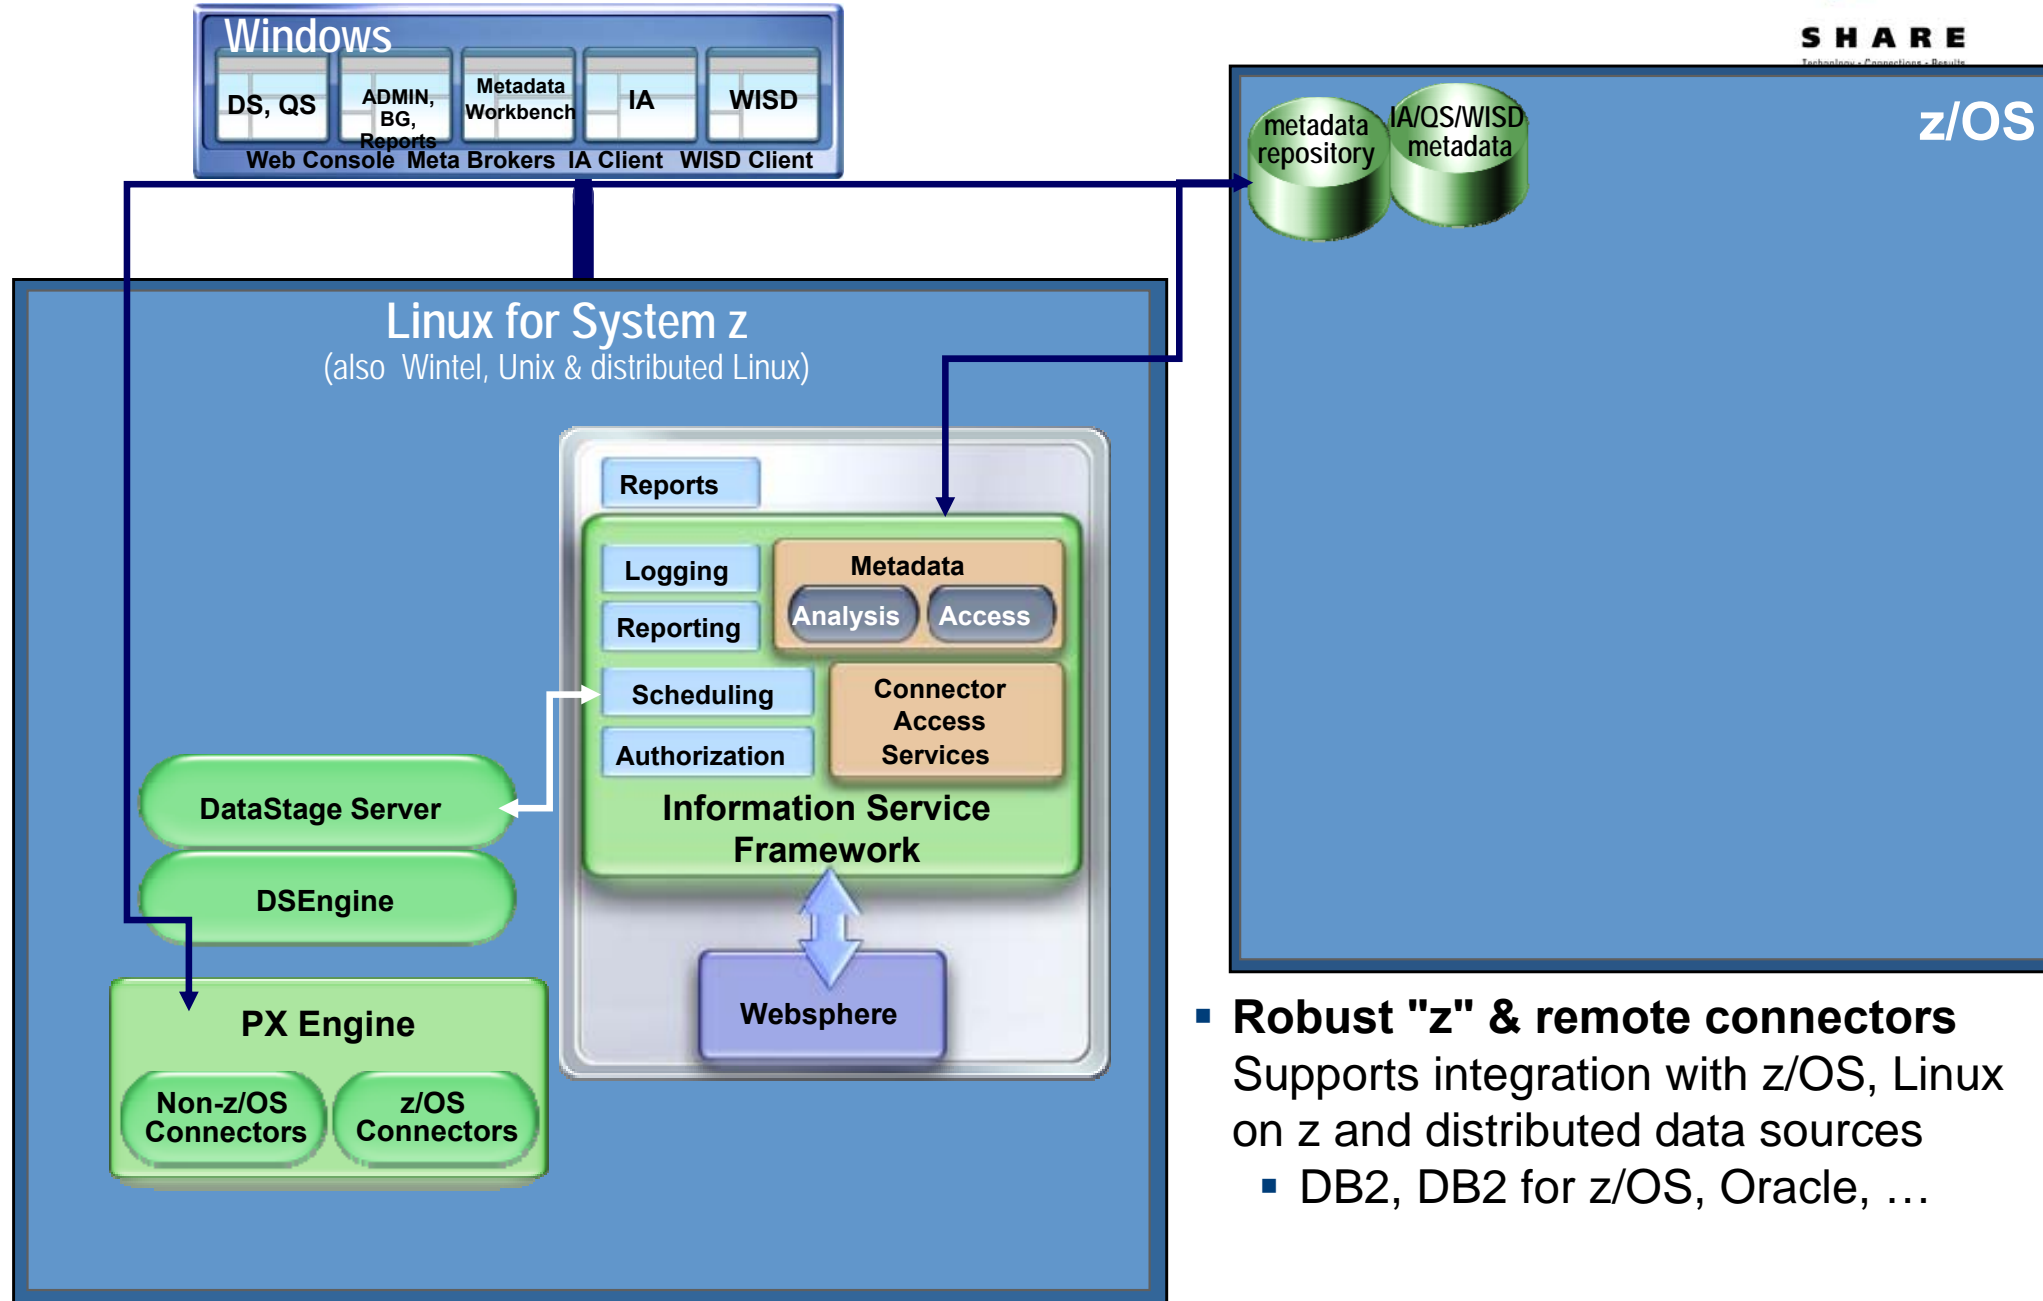 SHARE
Technology • Connections • Results
Windows
DS, QS
ADMIN,
BG,
Reports
Metadata
Workbench
IA
WISD
Web Console Meta Brokers IA Client WISD Client
metadata
repository
IA/QS/WISD
metadata
z/OS
Linux for System z
(also Wintel, Unix & distributed Linux)
Reports
Logging
Reporting
Scheduling
Authorization
Metadata
Analysis
Access
Connector
Access
Services
Information Service
Framework
Websphere
DataStage Server
DSEngine
PX Engine
Non-z/OS
Connectors
z/OS
Connectors
▪ Robust "z" & remote connectors
Supports integration with z/OS, Linux
on z and distributed data sources
▪ DB2, DB2 for z/OS, Oracle, …